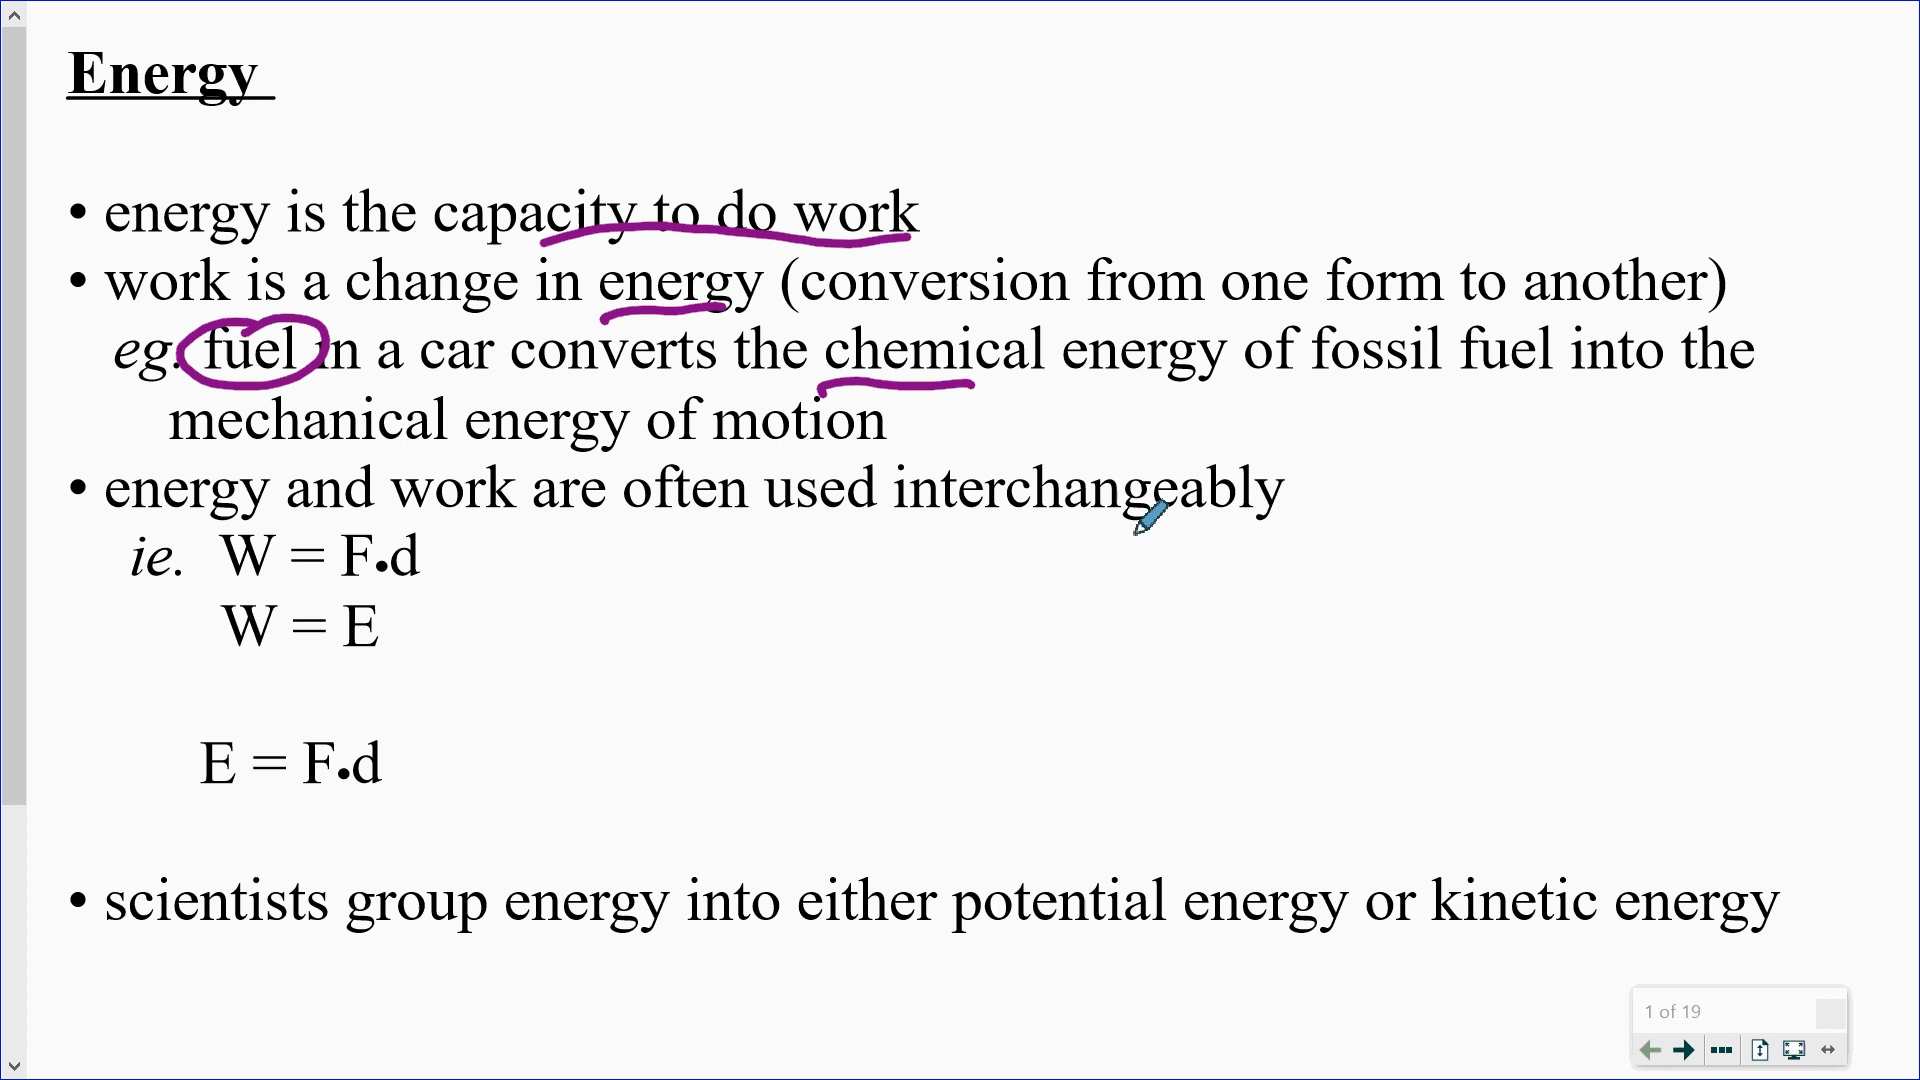 Energy
• energy is the capacity to do work
• work is a change in energy (conversion from one form to another)
eg. fuel in a car converts the chemical energy of fossil fuel into the
mechanical energy of motion
• energy and work are often used interchangeably
ie. W = F•d
W = E
E = F•d
• scientists group energy into either potential energy or kinetic energy
1 of 19